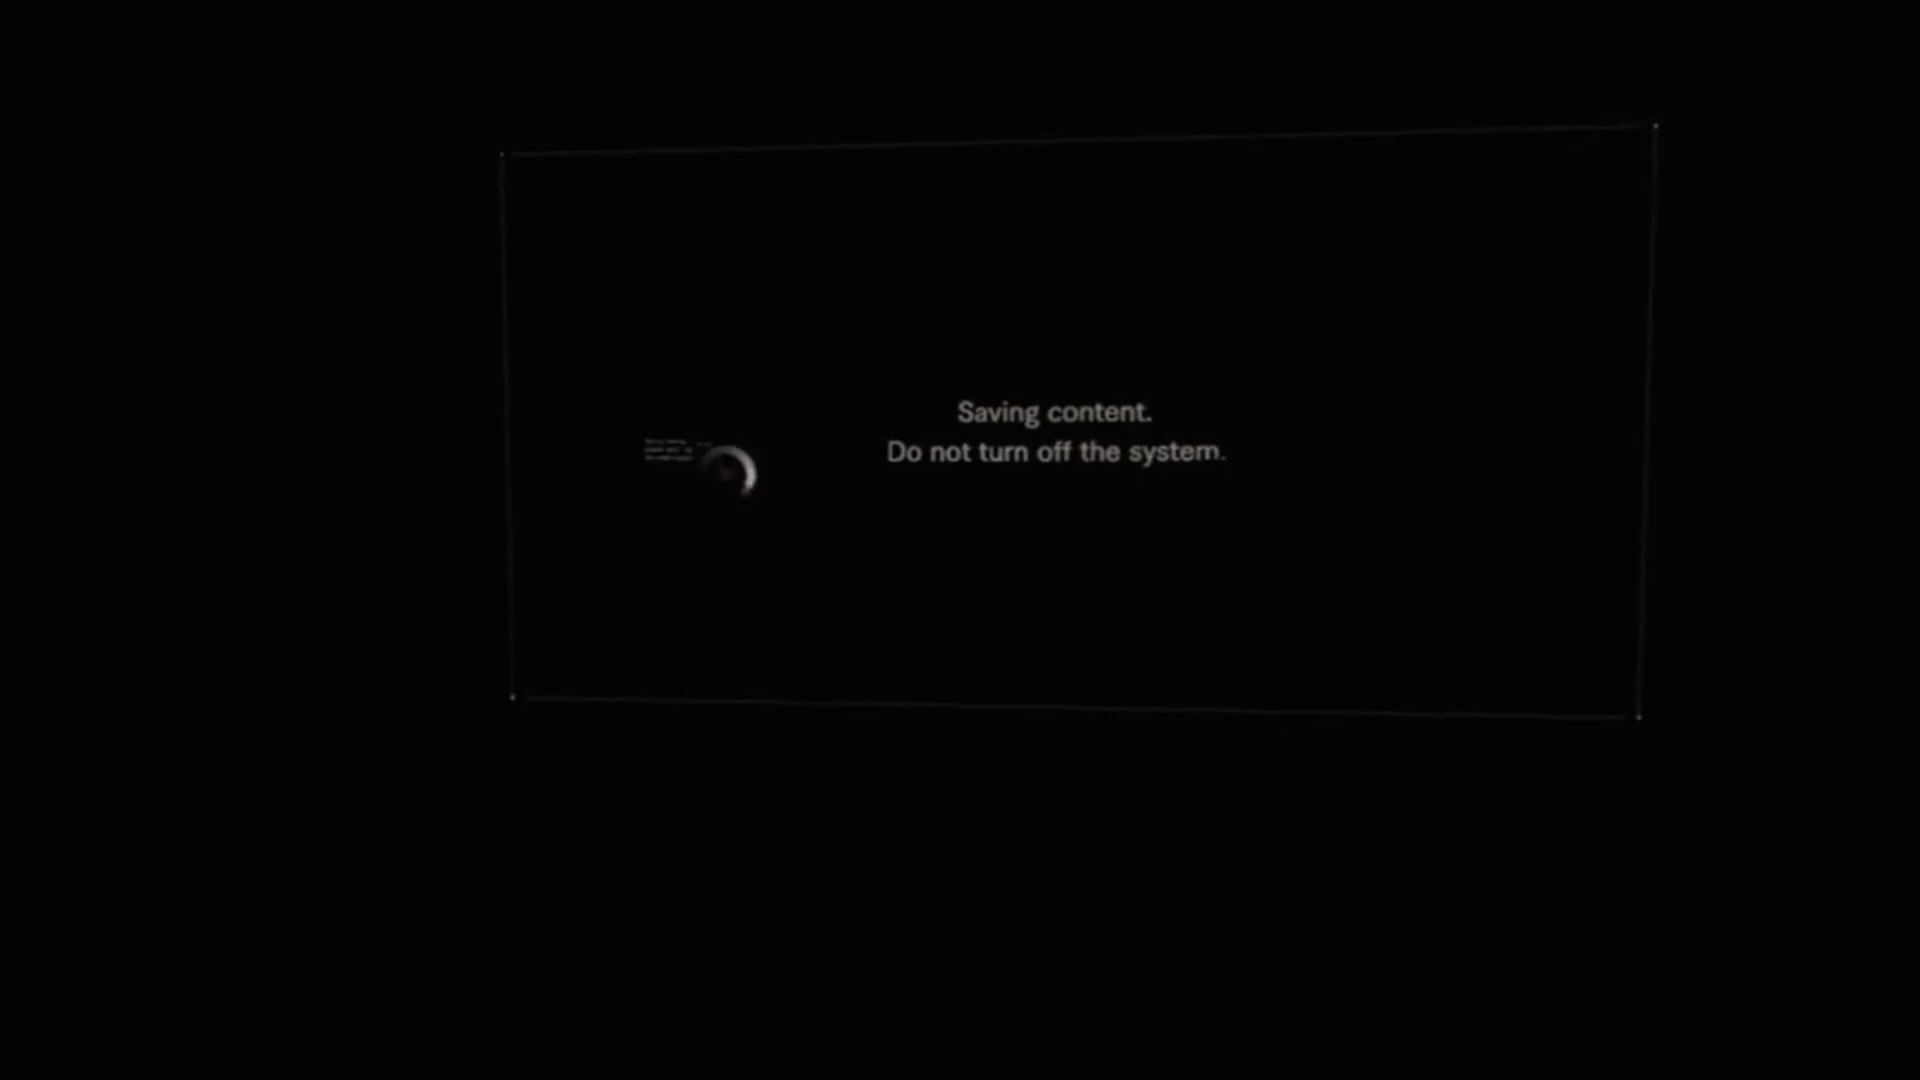 Saving content.
Do not turn off the system.